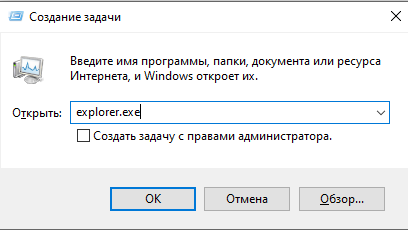 Создание задачи
Введите имя программы, папки, документа или ресурса
Интернета, и Windows откроет их.
Открыть: explorer.exe
Создать задачу с правами администратора.
ОК Отмена Обзор...